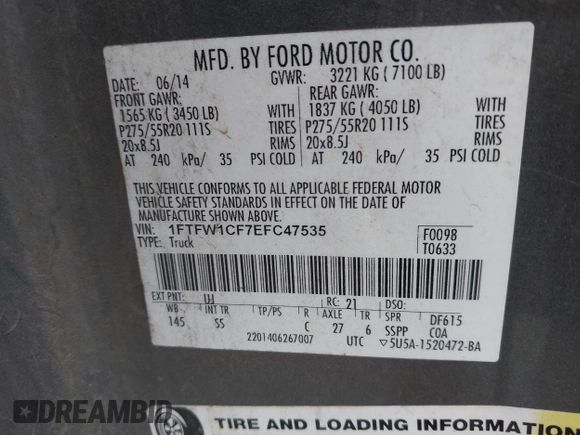 MFD. BY FORD MOTOR CO.
DATE: 06/14 GVWR: 3221 KG ( 7100 LB)
FRONT GAWR: REAR GAWR:
1565 KG ( 3450 LB) WITH 1837 KG ( 4050 LB) WITH
P275/55R20 111S TIRES P275/55R20 111S TIRES
20x8.5J RIMS 20x8.5J RIMS
AT 240 kPa/ 35 PSI COLD AT 240 kPa/ 35 PSI COLD
THIS VEHICLE CONFORMS TO ALL APPLICABLE FEDERAL MOTOR
VEHICLE SAFETY STANDARDS IN EFFECT ON THE DATE OF
MANUFACTURE SHOWN ABOVE.
VIN: 1FTFW1CF7EFC47535 F0098
TYPE: Truck T0633
EXT PNT: UJ RC: 21 DSO:
WB INT TR TP/PS R AXLE TR SPR DF615
145 SS C 27 6 SSPP COA
2201406267007 UTC ▽5U5A-1520472-BA
DREAMBID
TIRE AND LOADING INFORMATION